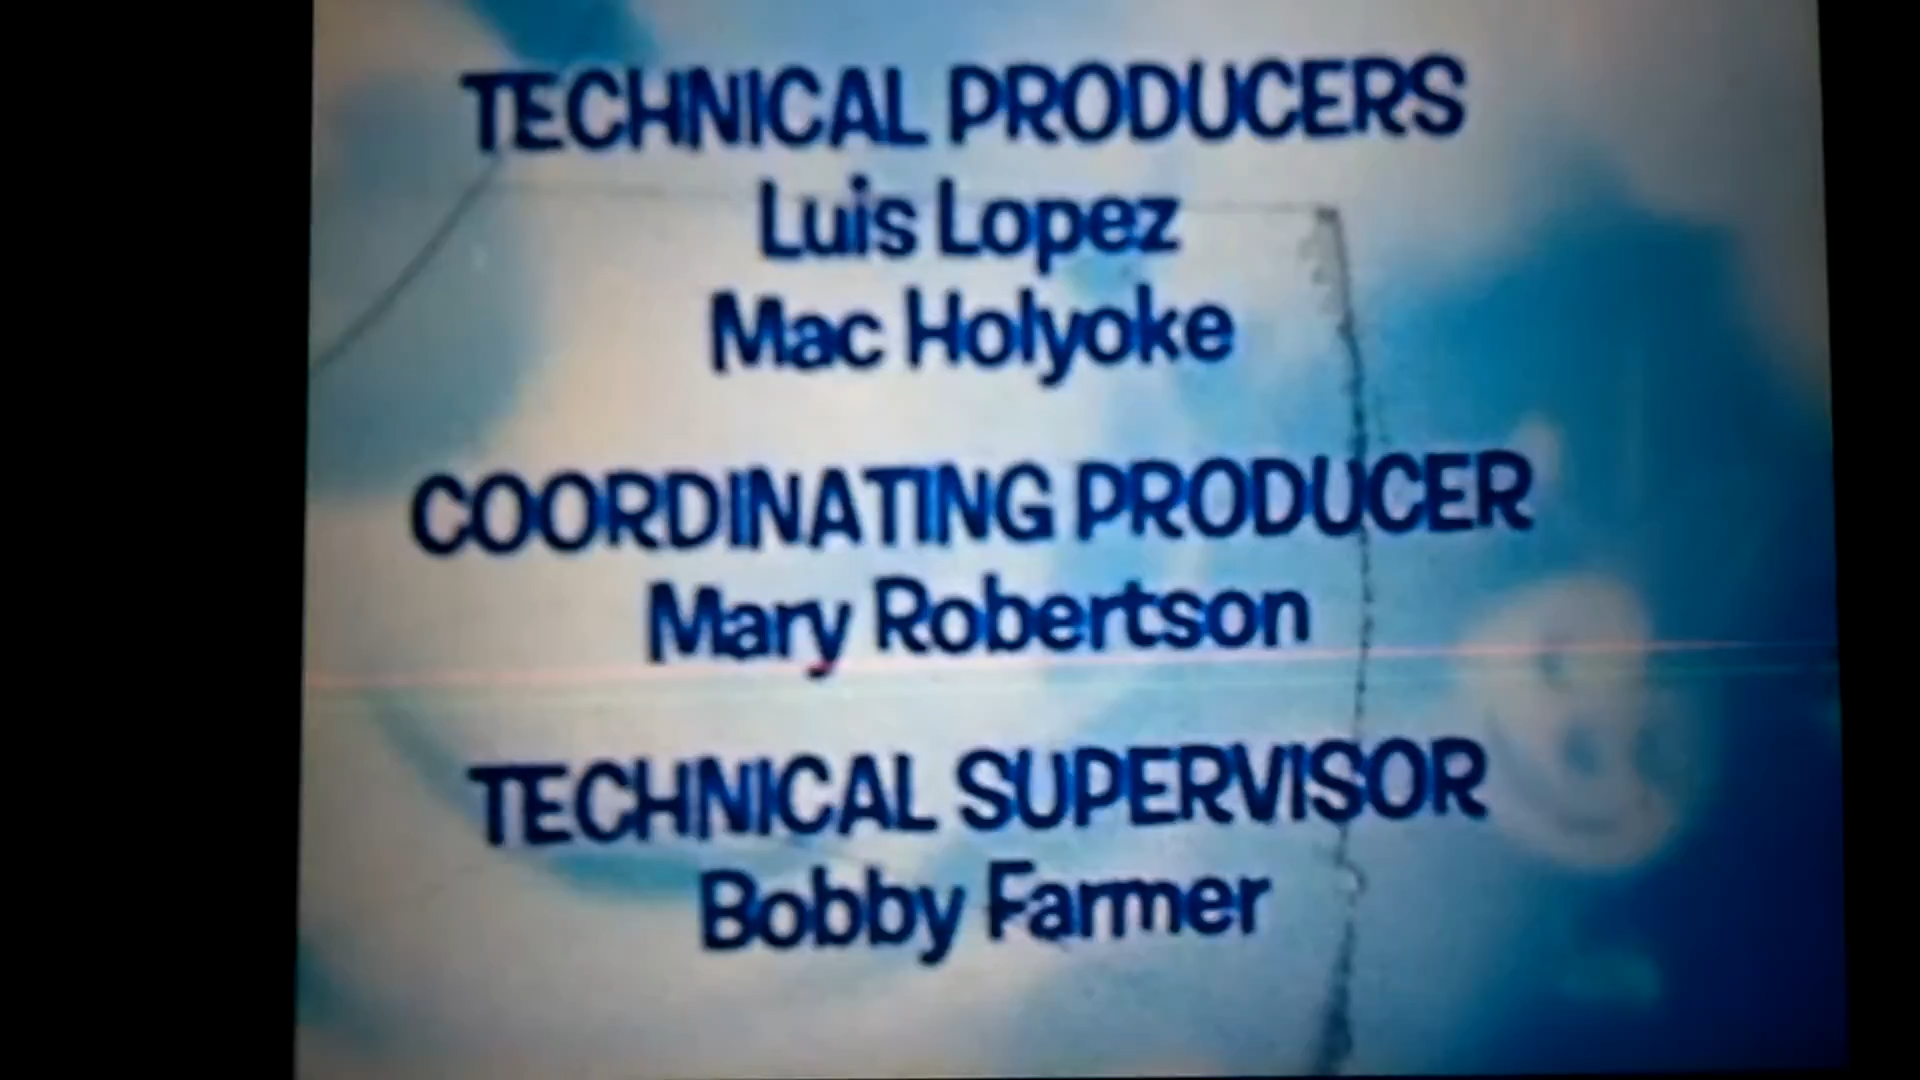 TECHNICAL PRODUCERS
Luis Lopez
Mac Holyoke
COORDINATING PRODUCER
Mary Robertson
TECHNICAL SUPERVISOR
Bobby Farmer